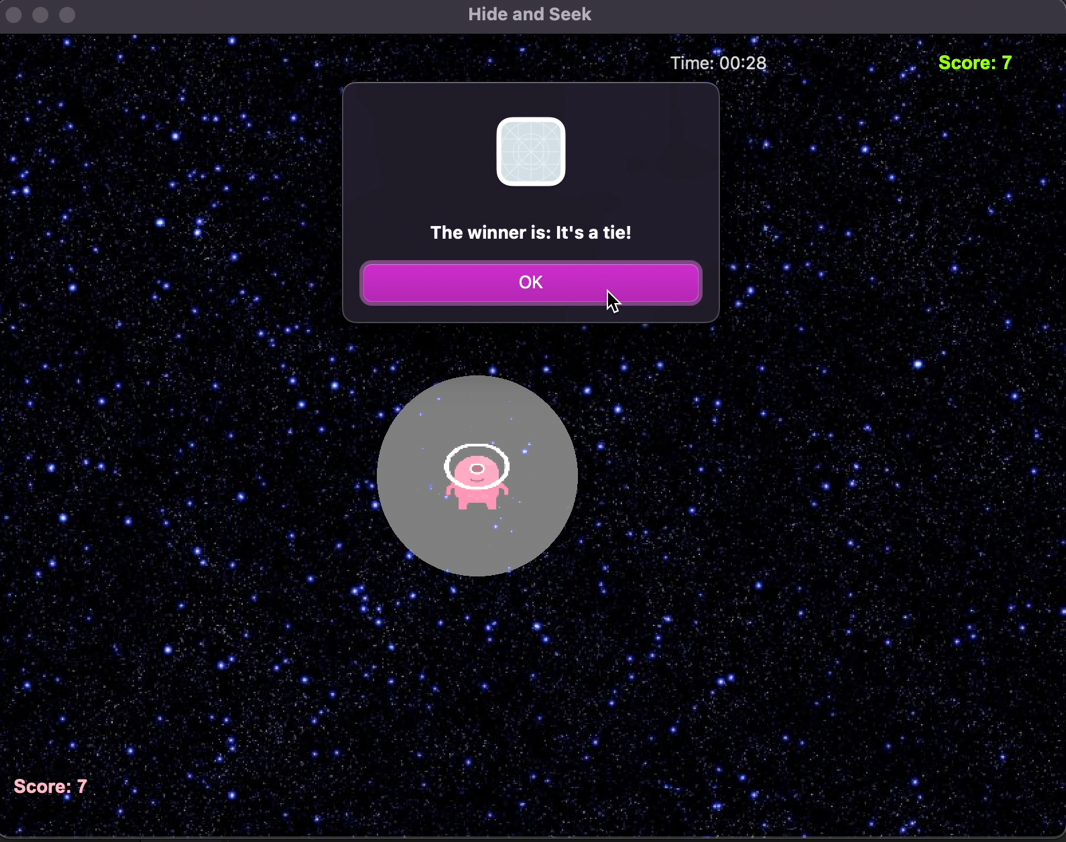 Hide and Seek
Time: 00:28
Score: 7
The winner is: It's a tie!
OK
Score: 7